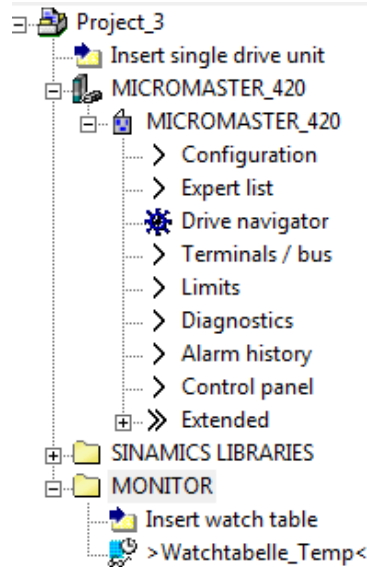 Project_3
Insert single drive unit
MICROMASTER_420
MICROMASTER_420
Configuration
Expert list
Drive navigator
Terminals / bus
Limits
Diagnostics
Alarm history
Control panel
Extended
SINAMICS LIBRARIES
MONITOR
Insert watch table
>Watchtabelle_Temp<